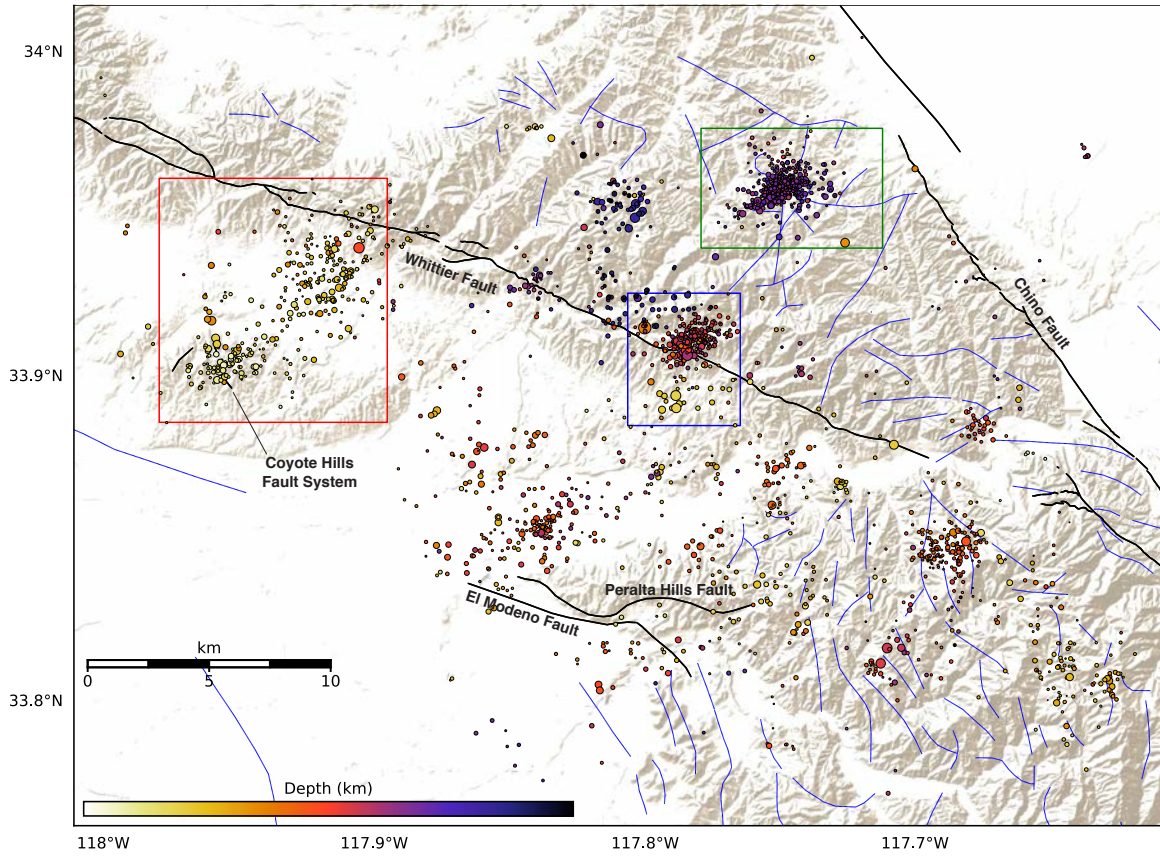 34°N
Whittier Fault
Chino Fault
33.9°N
Coyote Hills
Fault System
Peralta Hills Fault
El Modeno Fault
km
0 5 10
33.8°N
Depth (km)
118°W 117.9°W 117.8°W 117.7°W